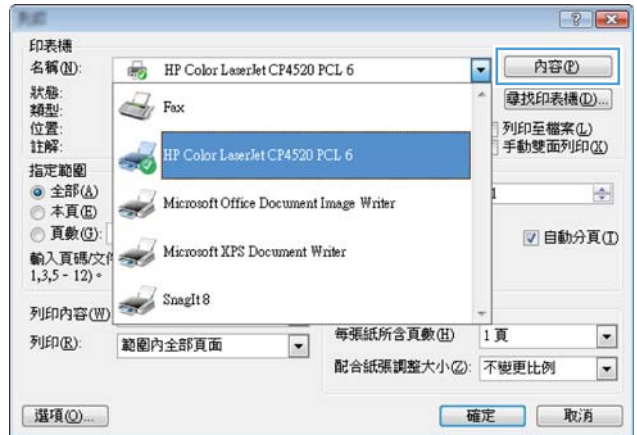 列印
印表機
名稱(N): HP Color LaserJet CP4520 PCL 6 內容(P)
狀態:
類型:
位置:
註解:
尋找印表機(D)...
列印至檔案(L)
手動雙面列印(X)
Fax
HP Color LaserJet CP4520 PCL 6
Microsoft Office Document Image Writer
Microsoft XPS Document Writer
SnagIt 8
指定範圍
全部(A)
本頁(E)
頁數(G):
輸入頁碼/文件
1,3,5 - 12)。
1
自動分頁(T)
列印內容(W)
列印(R): 範圍內全部頁面
每張紙所含頁數(H) 1 頁
配合紙張調整大小(Z): 不變更比例
選項(O)... 確定 取消